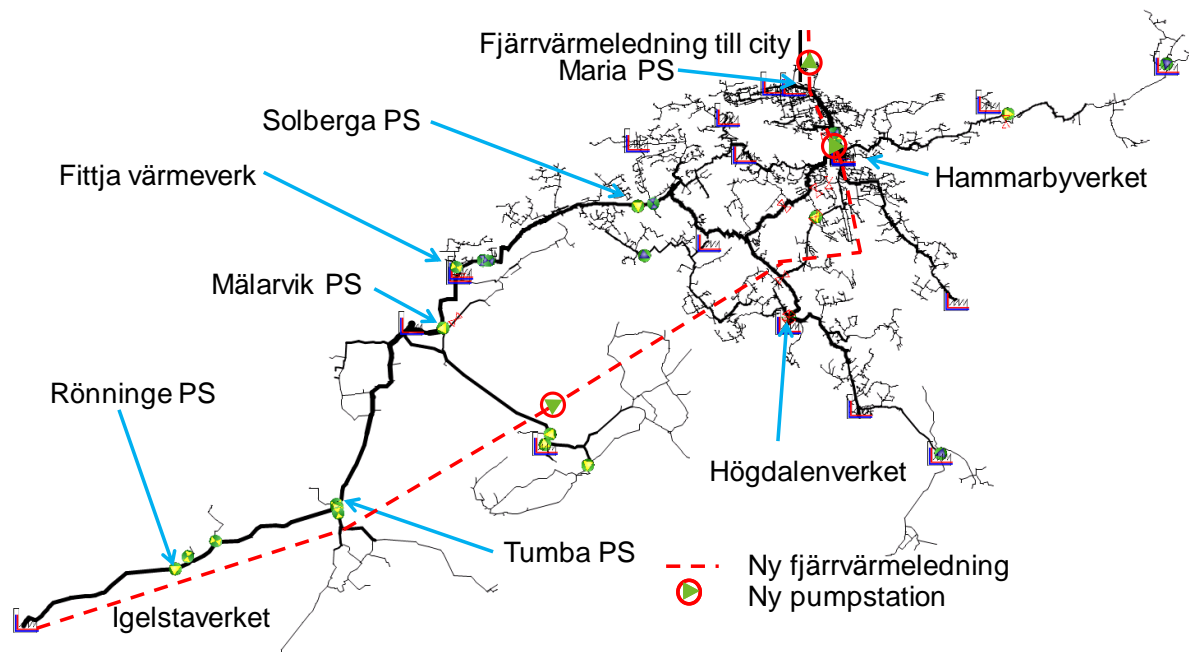 Fjärrvärmeledning till city
Maria PS
Solberga PS
Fittja värmeverk
Hammarbyverket
Mälarvik PS
Rönninge PS
Högdalenverket
Tumba PS
Ny fjärrvärmeledning
Ny pumpstation
Igelstaverket